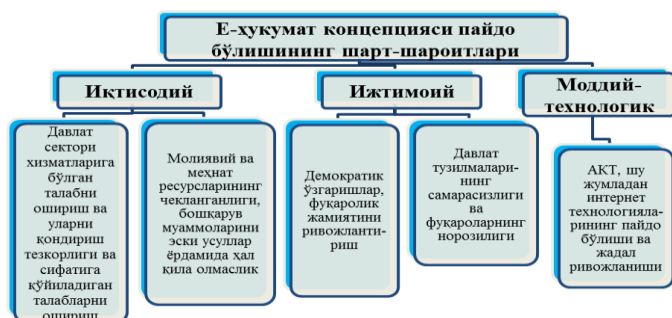 Е-ҳукумат концепцияси пайдо
бўлишининг шарт-шароитлари
Иқтисодий
Ижтимоий
Моддий-
технологик
Давлат
сектори
хизматларига
бўлган
талабни
ошириш ва
уларни
қондириш
тезкорлиги ва
сифатига
қўйиладиган
талабларни
ошириш
Молиявий ва
меҳнат
ресурсларининг
чекланганлиги,
бошқарув
муаммоларини
эски усуллар
ёрдамида ҳал
қила олмаслик
Демократик
ўзгаришлар,
фуқаролик
жамиятини
ривожланти-
риш
Давлат
тузилмалари-
нинг
самарасизлиги
ва
фуқароларнинг
норозилиги
АКТ, шу
жумладан
интернет
технологияла-
рининг пайдо
бўлиши ва
жадал
ривожланиши